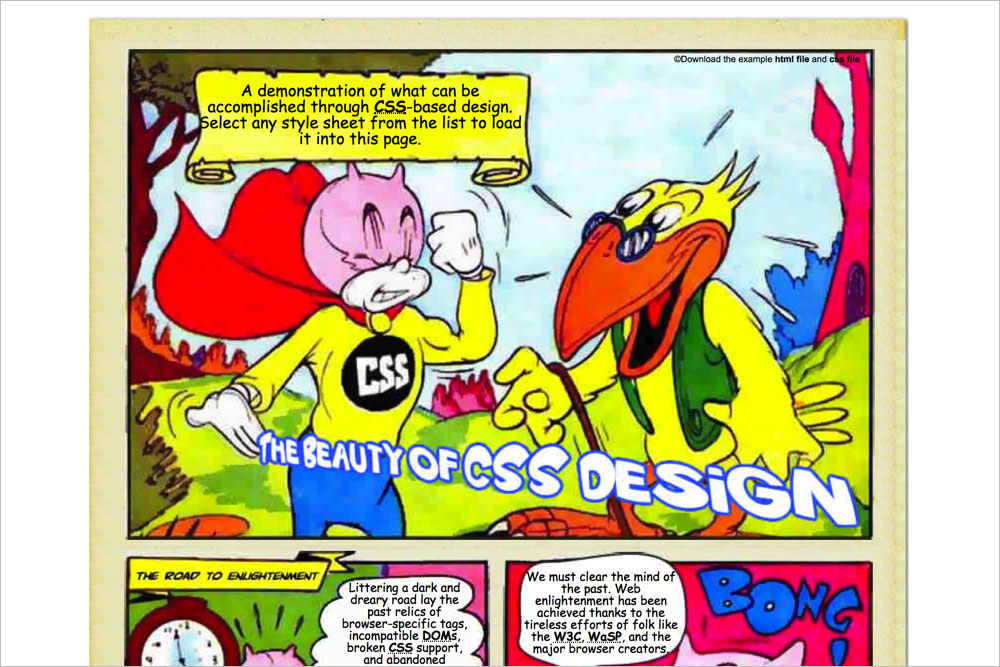 ©Download the example html file and css file
A demonstration of what can be
accomplished through CSS-based design.
Select any style sheet from the list to load
it into this page.
CSS
THE BEAUTY OF CSS DESiGN
THE ROAD TO ENLIGHTENMENT
Littering a dark and
dreary road lay the
past relics of
browser-specific tags,
incompatible DOMs,
broken CSS support,
and abandoned
We must clear the mind of
the past. Web
enlightenment has been
achieved thanks to the
tireless efforts of folk like
the W3C, WaSP, and the
major browser creators.
BONG